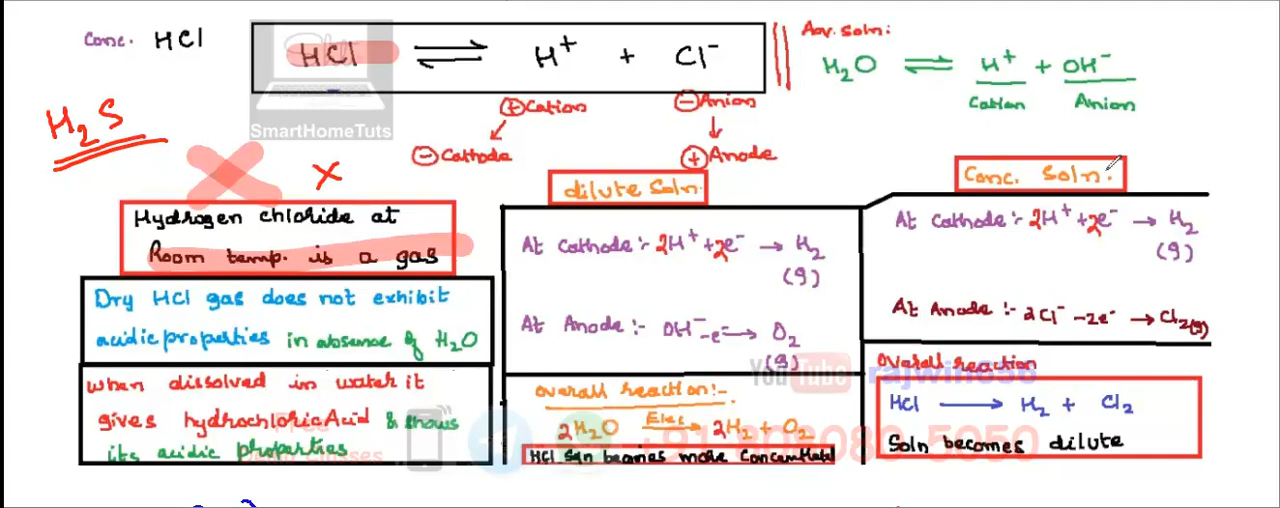 Conc. HCl
HCl ⇌ H⁺ + Cl⁻
Aqv. soln:
H₂O ⇌ H⁺ + OH⁻
Cation Anion
H₂S
SmartHomeTuts
⊕ Cation
⊖ Anion
⊖ Cathode
⊕ Anode
X
Hydrogen chloride at
Room temp. is a gas
Dry HCl gas does not exhibit
acidic properties in absence of H₂O
When dissolved in water it
gives hydrochloric Acid & shows
its acidic properties
dilute Soln.
At Cathode :- 2H⁺ + 2e⁻ → H₂
(g)
At Anode :- OH⁻ - e⁻ → O₂
(g)
Overall reaction :-
2H₂O Elec → 2H₂ + O₂
HCl Soln becomes more Concentrated
Conc. Soln.
At Cathode :- 2H⁺ + 2e⁻ → H₂
(g)
At Anode :- 2Cl⁻ - 2e⁻ → Cl₂(g)
Overall reaction
HCl → H₂ + Cl₂
Soln becomes dilute
YouTube rajwin